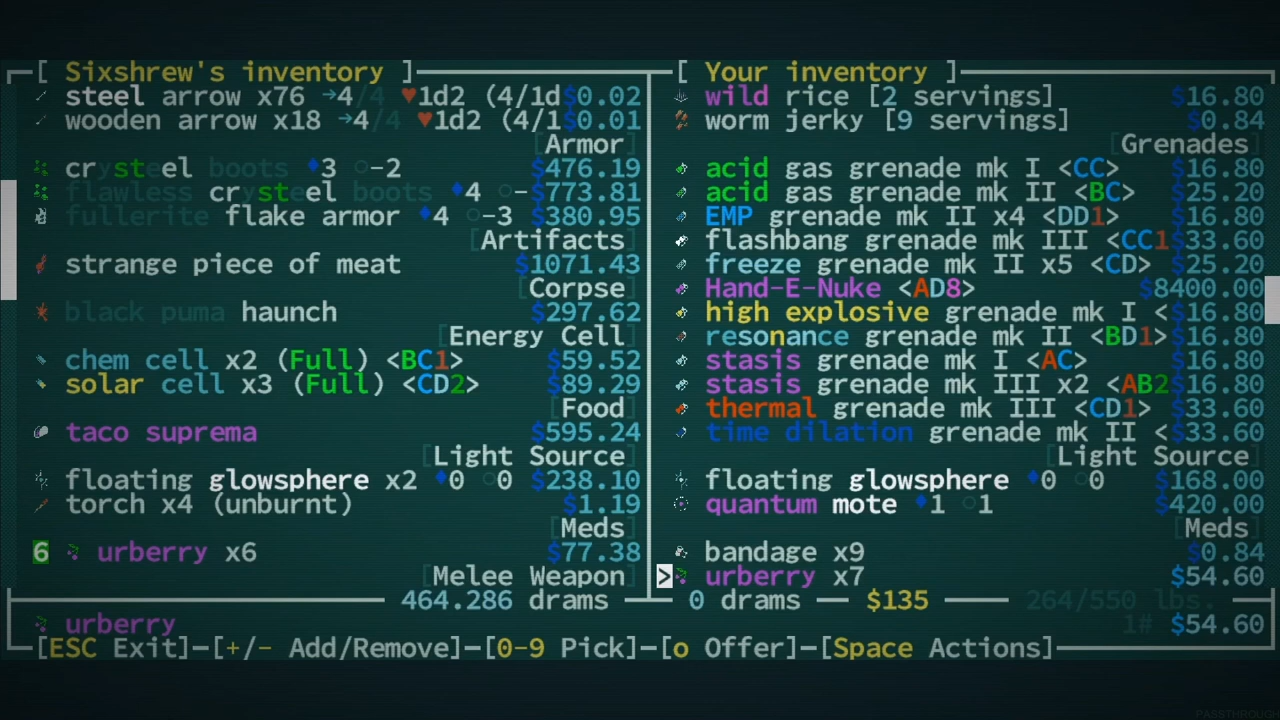 [ Sixshrew's inventory ]
steel arrow x76 →4/4 ♥1d2 (4/1d $0.02
wooden arrow x18 →4/4 ♥1d2 (4/1 $0.01
[Armor]
crysteel boots ♦3 ○-2 $476.19
flawless crysteel boots ♦4 ○- $773.81
fullerite flake armor ♦4 ○-3 $380.95
[Artifacts]
strange piece of meat $1071.43
[Corpse]
black puma haunch $297.62
[Energy Cell]
chem cell x2 (Full) <BC1> $59.52
solar cell x3 (Full) <CD2> $89.29
[Food]
taco suprema $595.24
[Light Source]
floating glowsphere x2 ♦0 ○0 $238.10
torch x4 (unburnt) $1.19
[Meds]
6 urberry x6 $77.38
[Melee Weapon]
464.286 drams
[ Your inventory ]
wild rice [2 servings] $16.80
worm jerky [9 servings] $0.84
[Grenades]
acid gas grenade mk I <CC> $16.80
acid gas grenade mk II <BC> $25.20
EMP grenade mk II x4 <DD1> $16.80
flashbang grenade mk III <CC1 $33.60
freeze grenade mk II x5 <CD> $25.20
Hand-E-Nuke <AD8> $8400.00
high explosive grenade mk I < $16.80
resonance grenade mk II <BD1> $16.80
stasis grenade mk I <AC> $16.80
stasis grenade mk III x2 <AB2 $16.80
thermal grenade mk III <CD1> $33.60
time dilation grenade mk II < $33.60
[Light Source]
floating glowsphere ♦0 ○0 $168.00
quantum mote ♦1 ○1 $420.00
[Meds]
bandage x9 $0.84
> urberry x7 $54.60
0 drams — $135 — 264/550 lbs.
urberry 1# $54.60
[ESC Exit]—[+/- Add/Remove]—[0-9 Pick]—[o Offer]—[Space Actions]